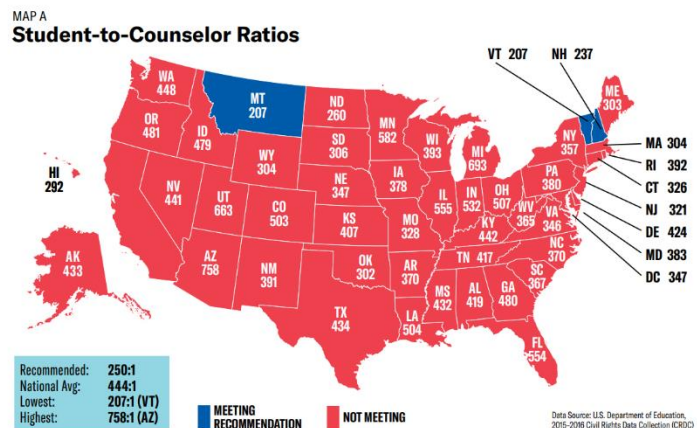 MAP A
Student-to-Counselor Ratios
VT 207
NH 237
WA
448
MT
207
ND
260
MN
582
ME
303
OR
481
ID
479
SD
306
WI
393
MI
693
NY
357
MA 304
WY
304
RI 392
HI
292
NE
347
IA
378
PA
380
CT 326
NV
441
UT
663
CO
503
IL
555
IN
532
OH
507
NJ 321
WV
365
VA
346
DE 424
KS
407
MO
328
KY
442
MD 383
NC
370
DC 347
AK
433
AZ
758
NM
391
OK
302
AR
370
TN 417
SC
367
TX
434
MS
432
AL
419
GA
480
LA
504
FL
554
Recommended: 250:1
National Avg: 444:1
Lowest: 207:1 (VT)
Highest: 758:1 (AZ)
MEETING
RECOMMENDATION
NOT MEETING
Data Source: U.S. Department of Education,
2015-2016 Civil Rights Data Collection (CRDC)